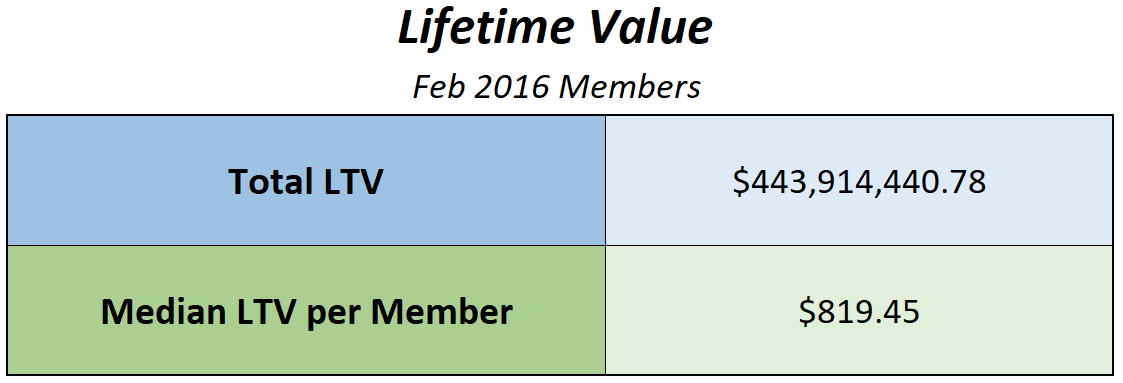 Lifetime Value
Feb 2016 Members
Total LTV $443,914,440.78
Median LTV per Member $819.45